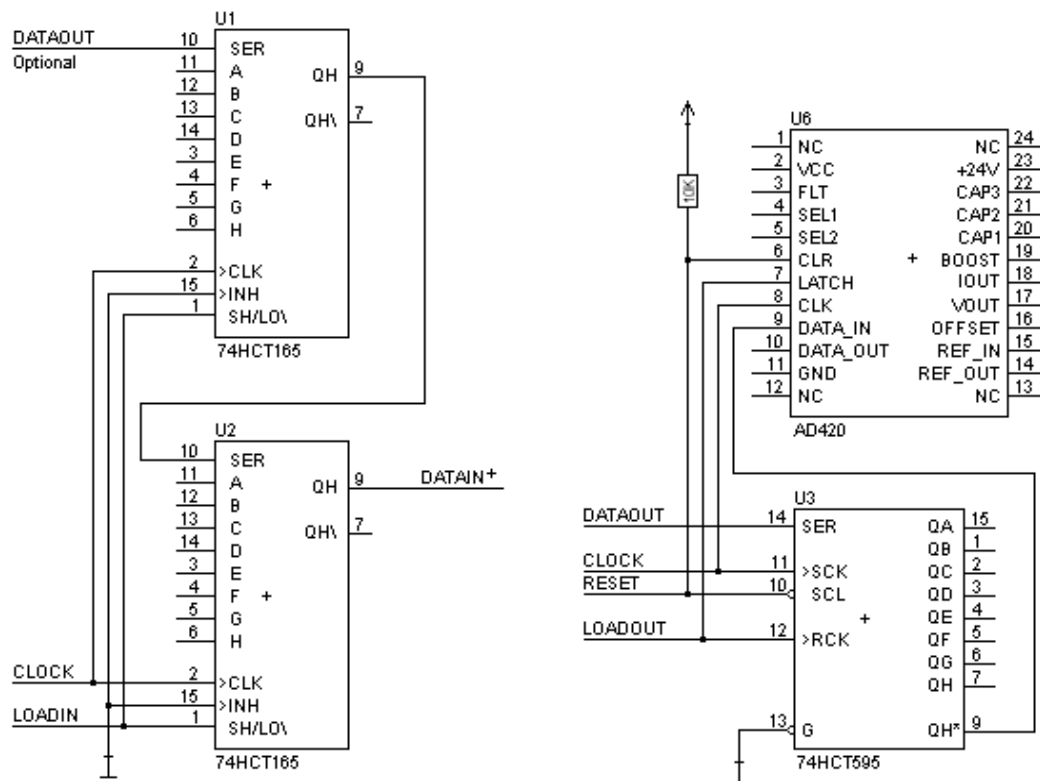 U1
DATAOUT 10 SER
Optional
11 A
12 B
13 C
14 D
3 E
4 F +
5 G
6 H
QH 9
QH\ 7
2 >CLK
15 >INH
1 SH/LO\
74HCT165
U2
10 SER
11 A
12 B
13 C
14 D
3 E
4 F +
5 G
6 H
QH 9 DATAIN+
QH\ 7
CLOCK 2 >CLK
15 >INH
LOADIN 1 SH/LO\
74HCT165
10K
U6
1 NC NC 24
2 VCC +24V 23
3 FLT CAP3 22
4 SEL1 CAP2 21
5 SEL2 CAP1 20
6 CLR + BOOST 19
7 LATCH IOUT 18
8 CLK VOUT 17
9 DATA_IN OFFSET 16
10 DATA_OUT REF_IN 15
11 GND REF_OUT 14
12 NC NC 13
AD420
U3
DATAOUT 14 SER QA 15
QB 1
CLOCK 11 >SCK QC 2
RESET 10 SCL QD 3
QE 4
LOADOUT 12 >RCK + QF 5
QG 6
QH 7
13 G QH* 9
74HCT595